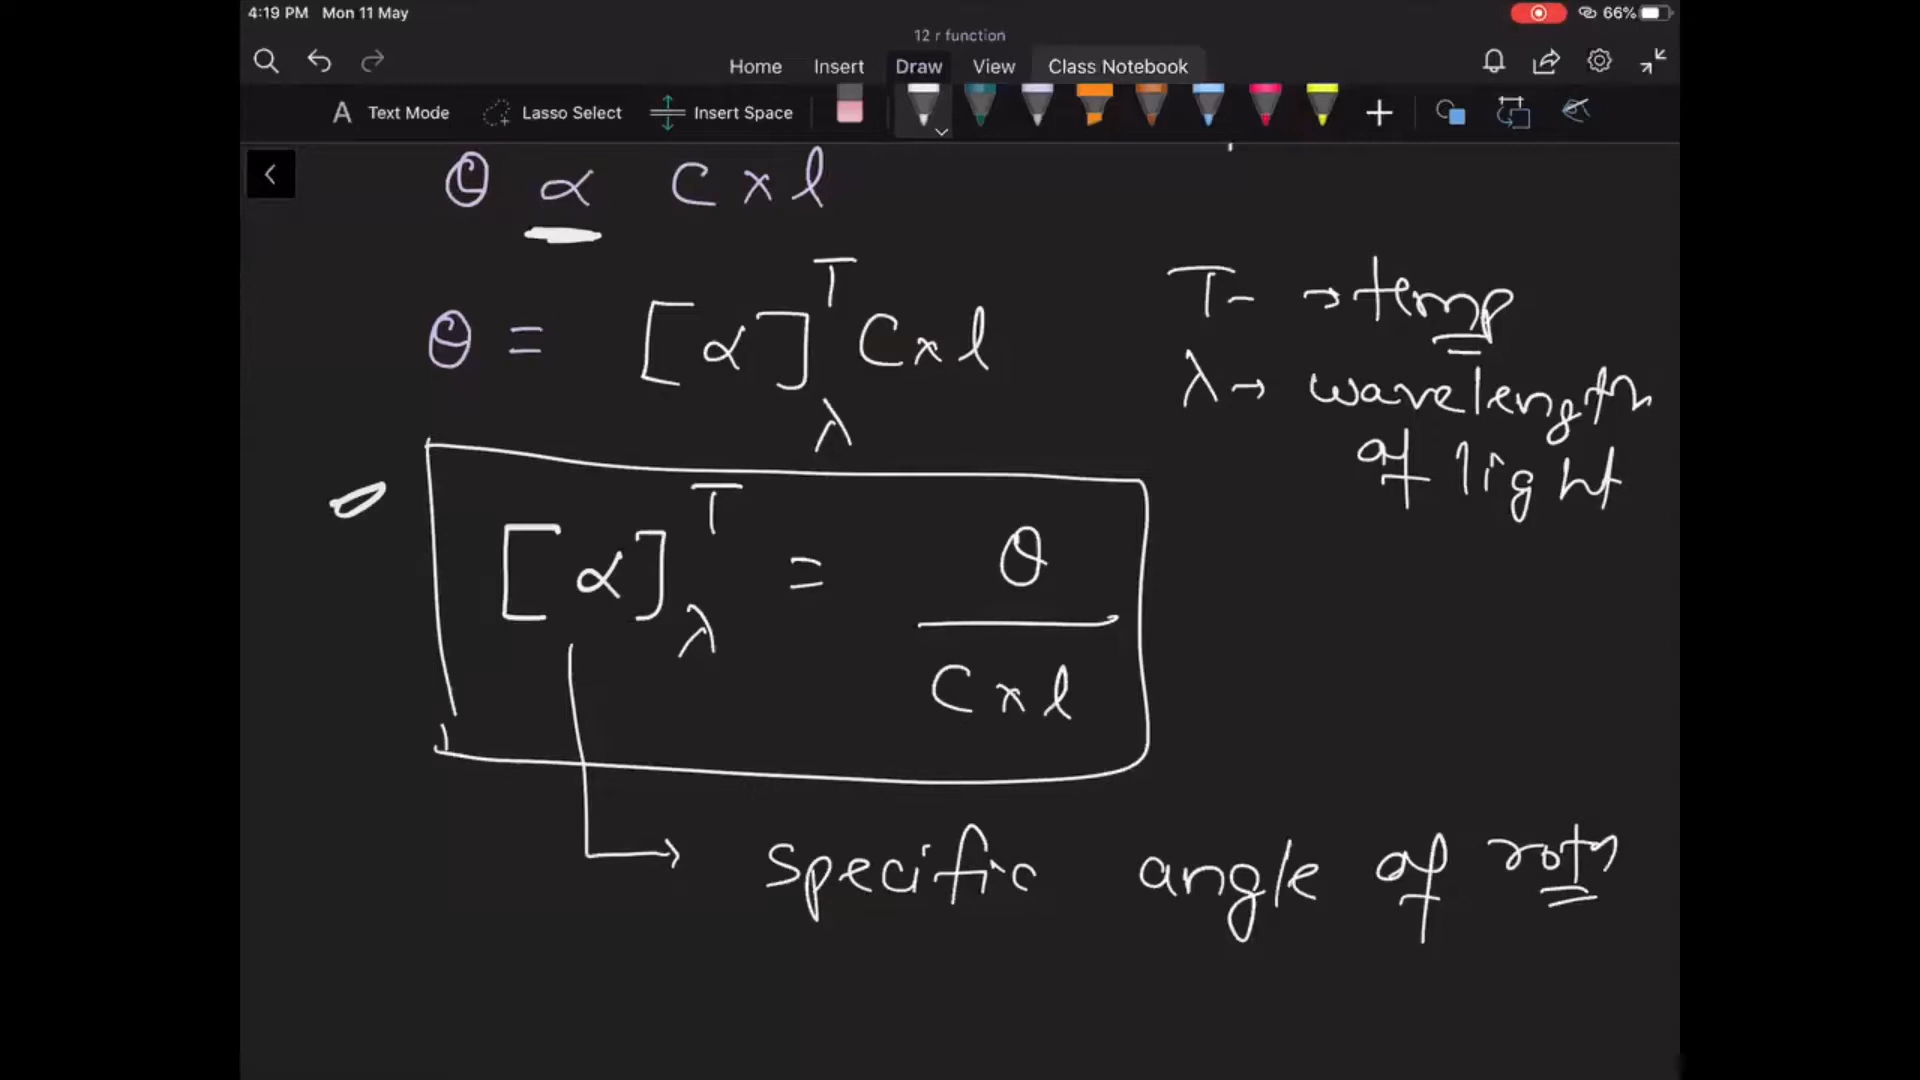 4:19 PM Mon 11 May
66%
12 r function
Home Insert Draw View Class Notebook
A Text Mode Lasso Select Insert Space
θ ∝ C x l
θ = [α]ᵀ_λ C x l
T- → temp
λ → wavelength
of light
[α]ᵀ_λ = θ / C x l
specific angle of rotn